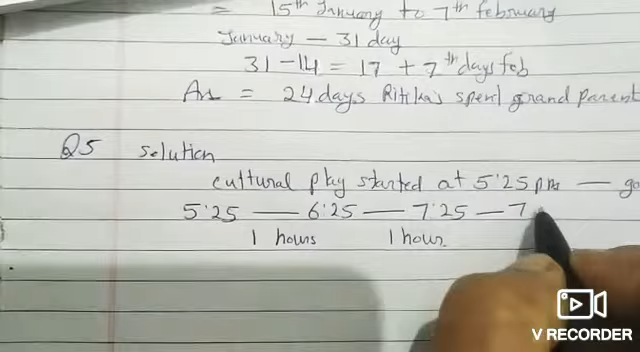 = 15th January to 7th february
January — 31 day
31 - 14 = 17 + 7th days feb
Ans = 24 days Ritika's spent grand parent
Q5 solution
cultural play started at 5:25 pm — go
5:25 — 6:25 — 7:25 — 7
1 hours 1 hour
V RECORDER